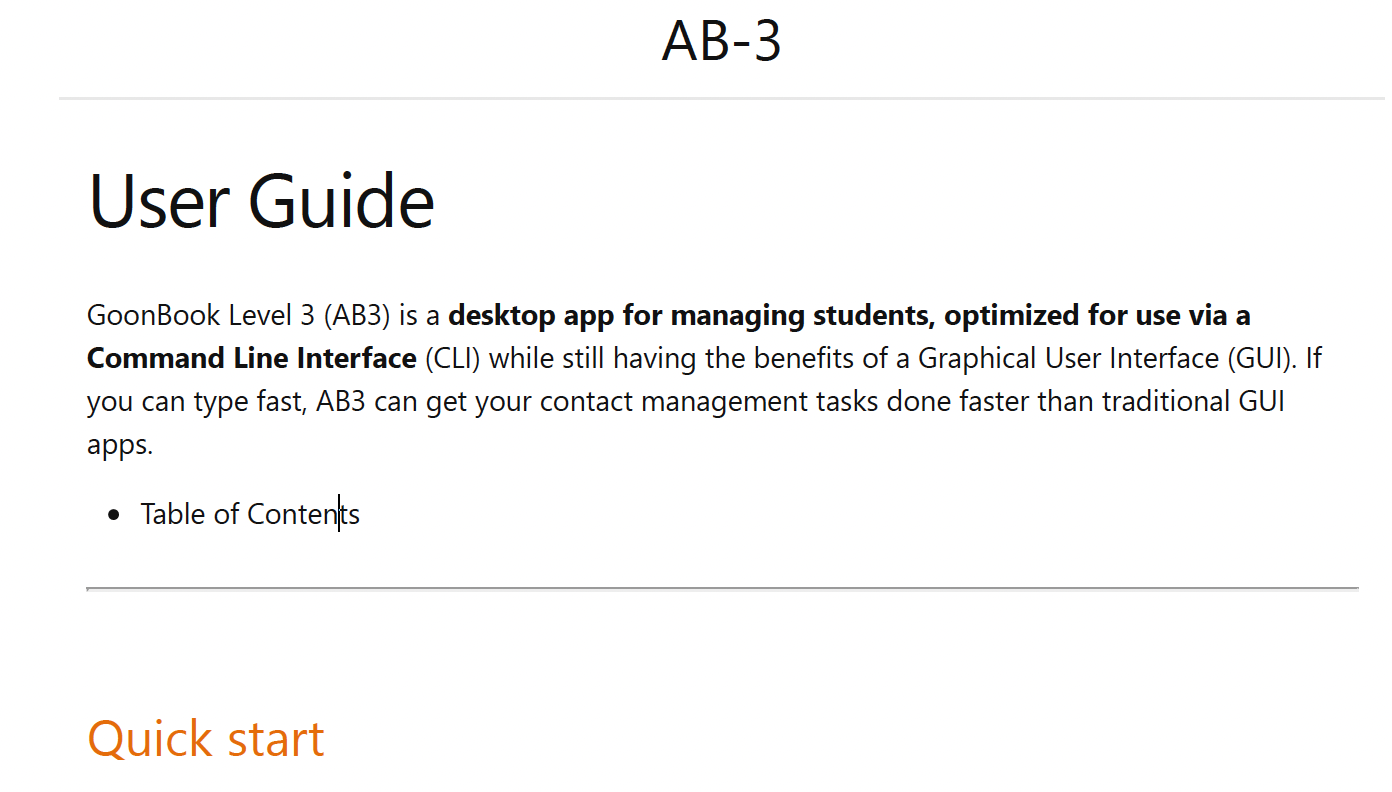 AB-3
User Guide
GoonBook Level 3 (AB3) is a desktop app for managing students, optimized for use via a
Command Line Interface (CLI) while still having the benefits of a Graphical User Interface (GUI). If
you can type fast, AB3 can get your contact management tasks done faster than traditional GUI
apps.
• Table of Contents
Quick start